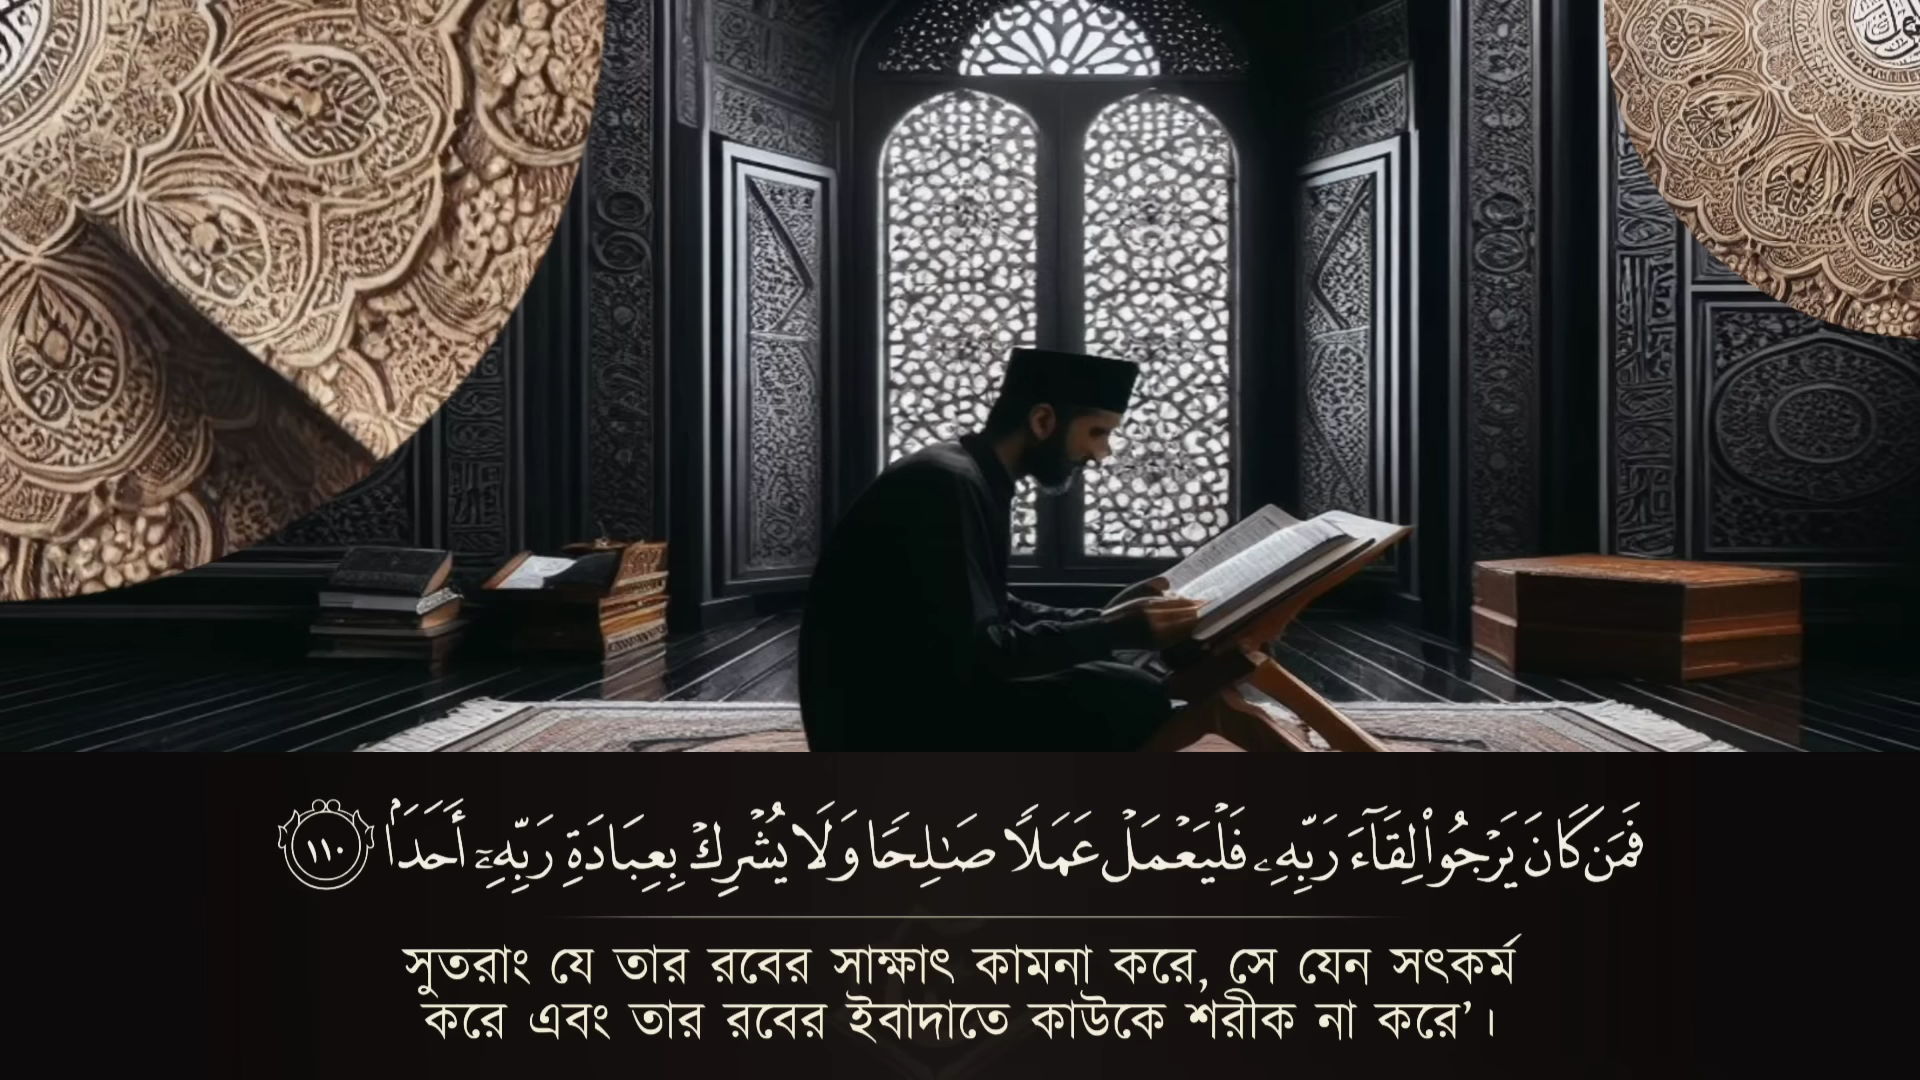 فَمَن كَانَ يَرْجُوا۟ لِقَآءَ رَبِّهِۦ فَلْيَعْمَلْ عَمَلًا صَـٰلِحًا وَلَا يُشْرِكْ بِعِبَادَةِ رَبِّهِۦٓ أَحَدًۢا ١١٠
সুতরাং যে তার রবের সাক্ষাৎ কামনা করে, সে যেন সৎকর্ম
করে এবং তার রবের ইবাদাতে কাউকে শরীক না করে’।